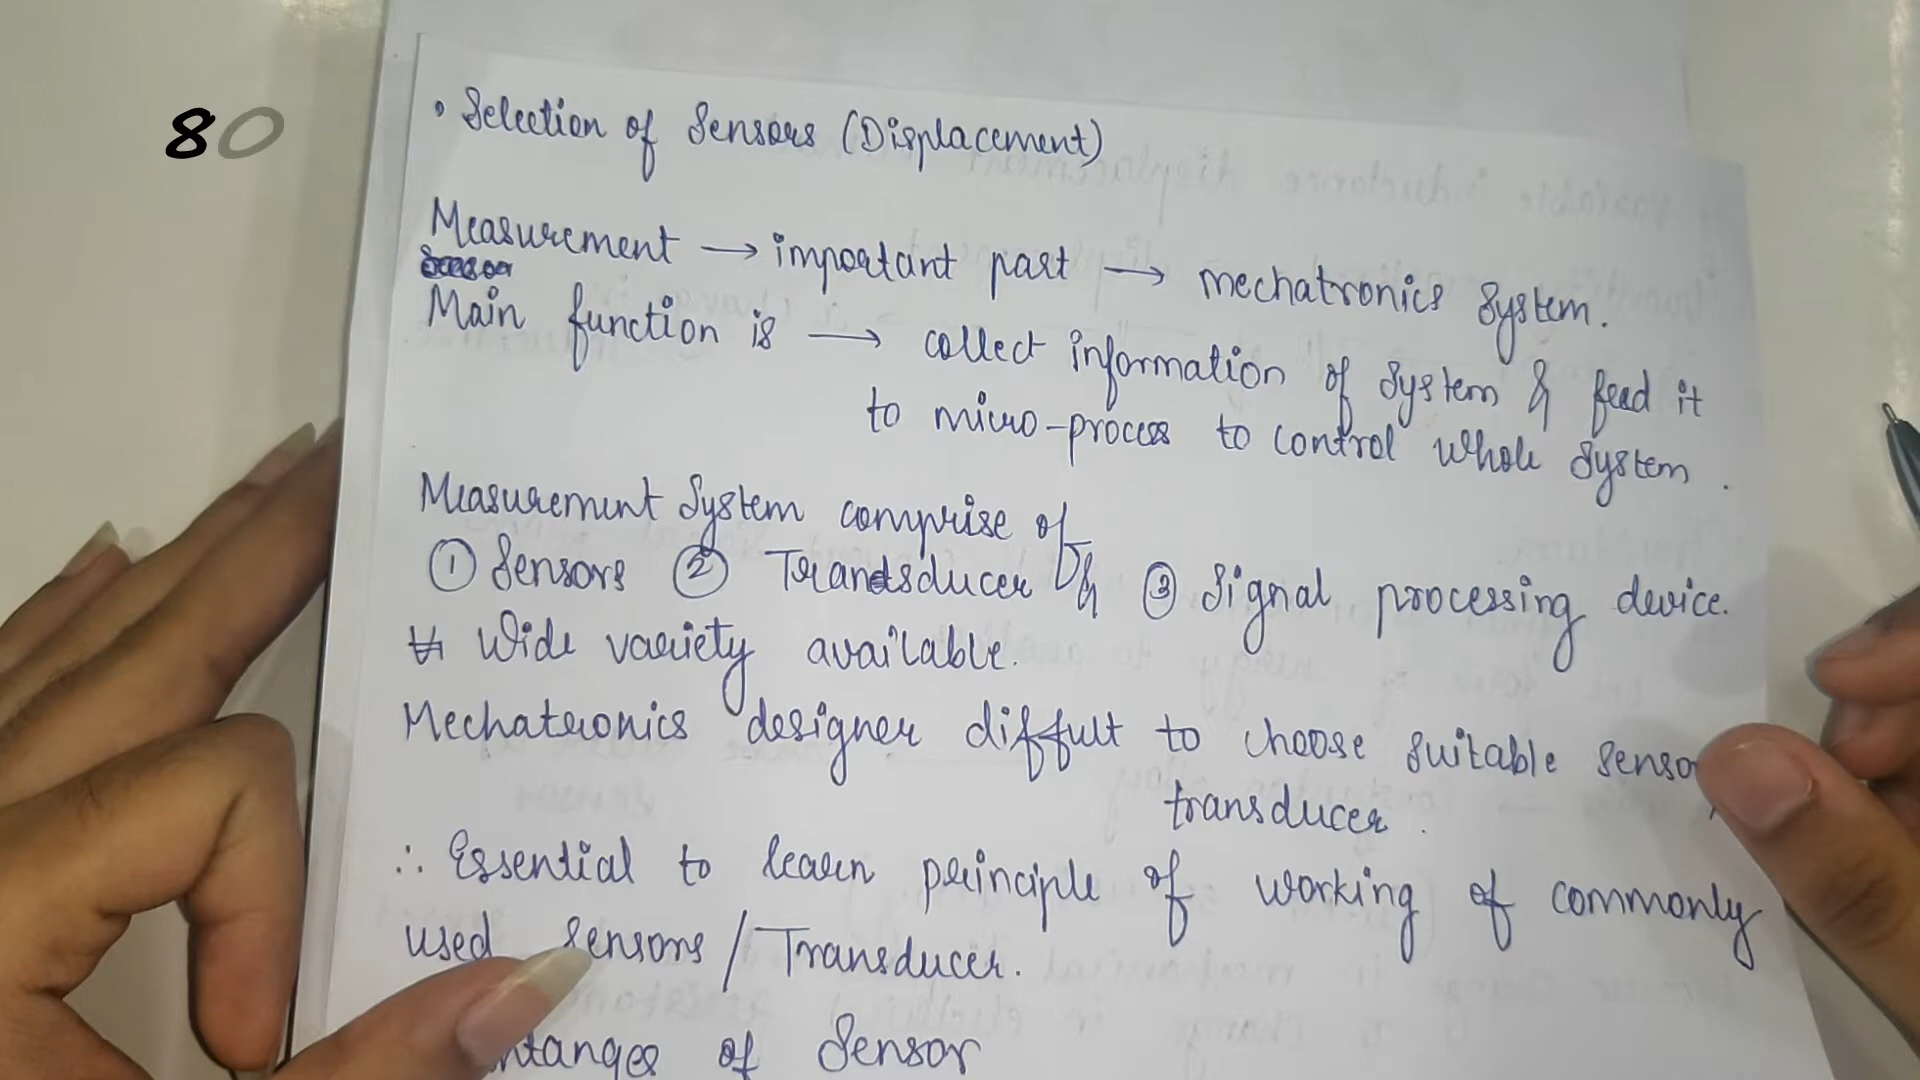 80
• Selection of Sensors (Displacement)
Measurement → important part → mechatronics System.
Main function is → collect information of System & feed it
to micro-process to control whole System.
Measurement System comprise of
① Sensors ② Trandsducer & ③ Signal processing device.
Wide variety available.
Mechatronics designer diffult to choose suitable senso
transducer.
∴ Essential to learn principle of working of commonly
used sensors / Transducer.
ntanges of Sensor